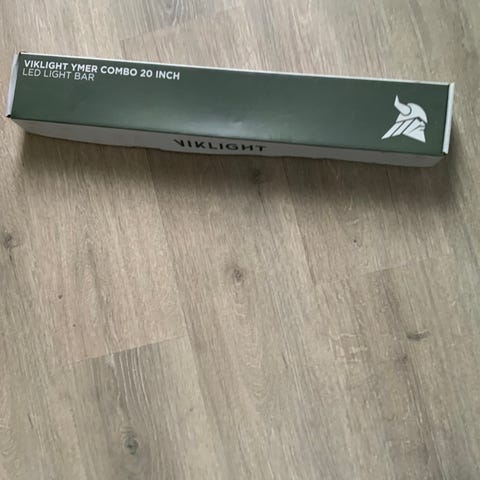 VIKLIGHT YMER COMBO 20 INCH
LED LIGHT BAR
VIKLIGHT